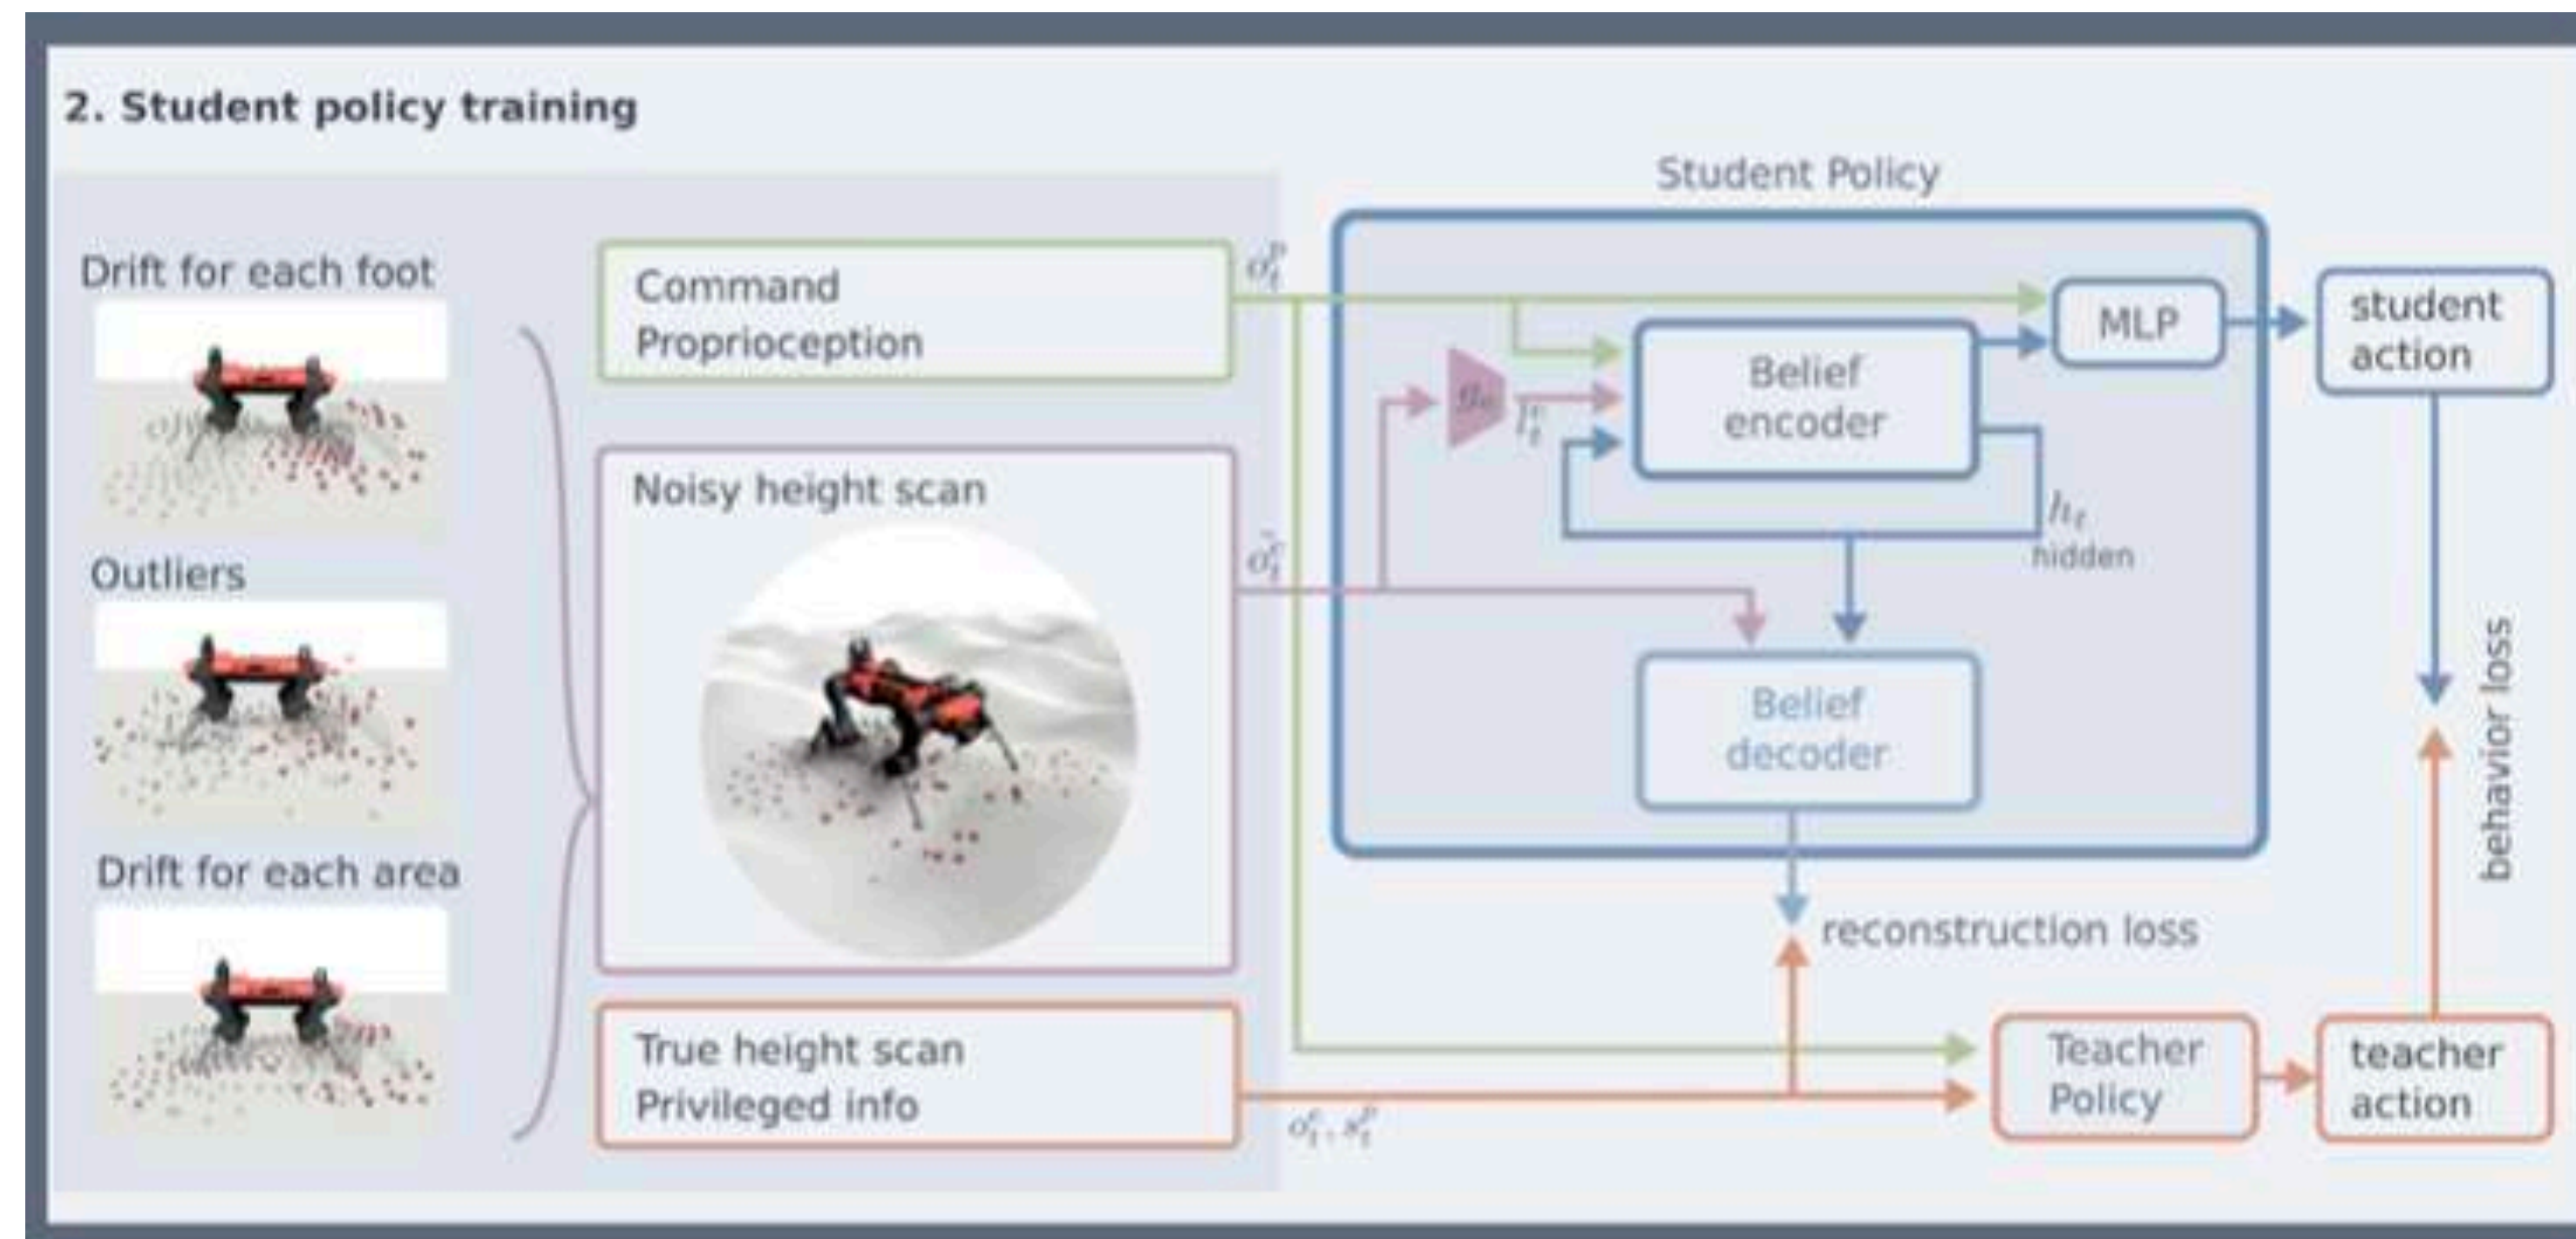 2. Student policy training
Student Policy
Drift for each foot
Outliers
Drift for each area
Command
Proprioception
Noisy height scan
True height scan
Privileged info
MLP
Belief
encoder
hidden
Belief
decoder
student
action
behavior loss
reconstruction loss
Teacher
Policy
teacher
action